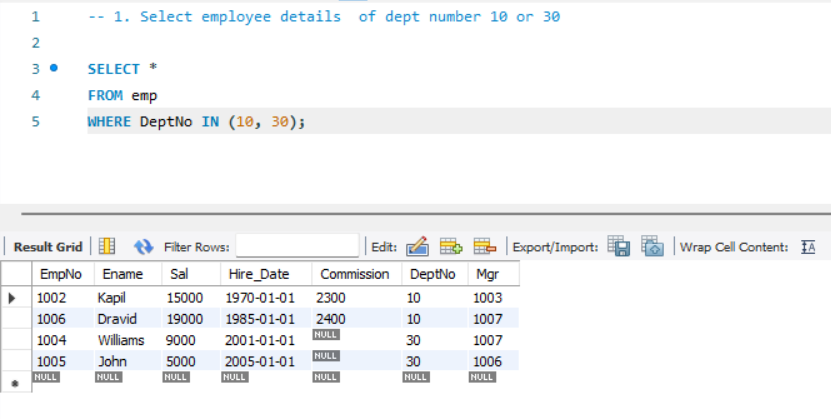 1 -- 1. Select employee details  of dept number 10 or 30
2
3 SELECT *
4 FROM emp
5 WHERE DeptNo IN (10, 30);
Result Grid Filter Rows: Edit: Export/Import: Wrap Cell Content: IA
EmpNo Ename Sal Hire_Date Commission DeptNo Mgr
1002 Kapil 15000 1970-01-01 2300 10 1003
1006 Dravid 19000 1985-01-01 2400 10 1007
1004 Williams 9000 2001-01-01 NULL 30 1007
1005 John 5000 2005-01-01 NULL 30 1006
NULL NULL NULL NULL NULL NULL NULL